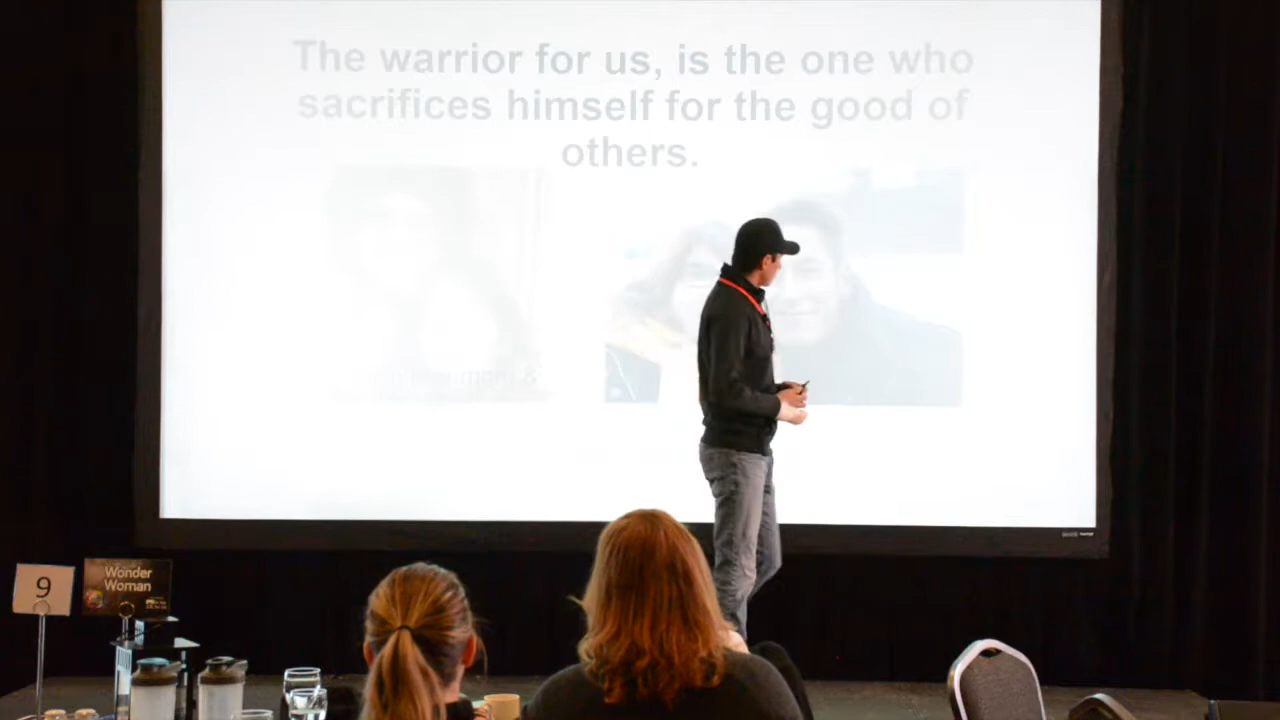 The warrior for us, is the one who
sacrifices himself for the good of
others.
9
Wonder
Woman